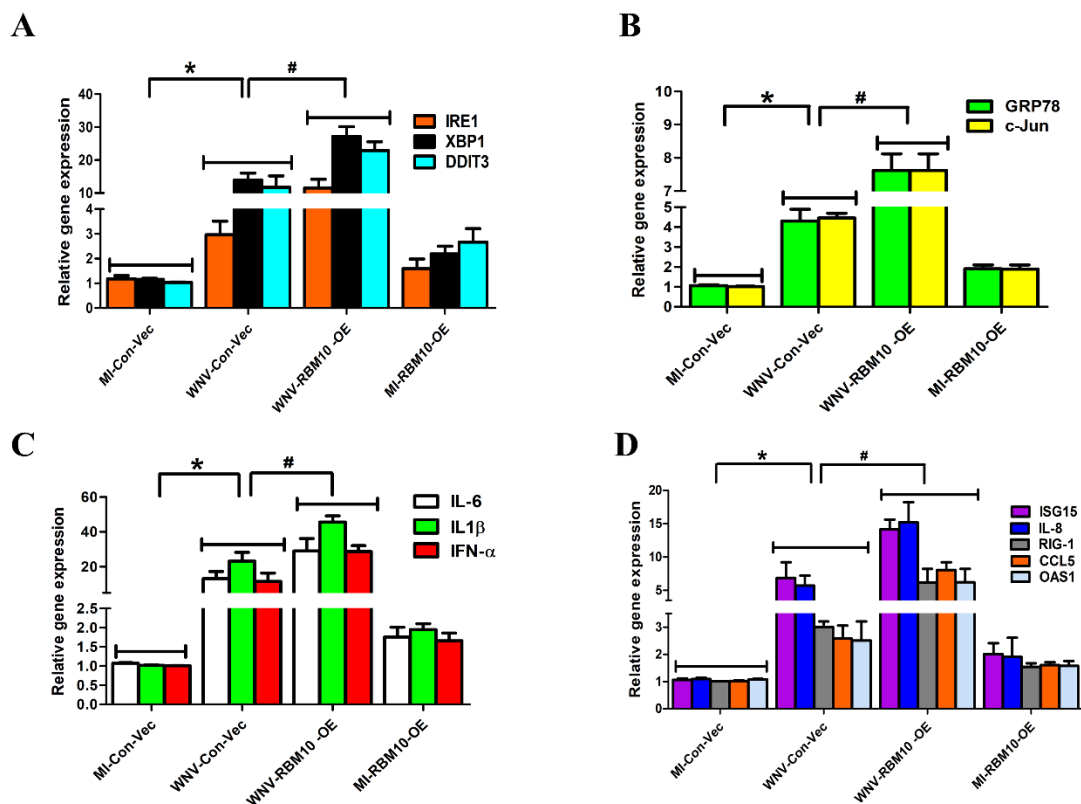 A
*
#
Relative gene expression
40
30
20
10
4
3
2
1
0
IRE1
XBP1
DDIT3
MI-Con-Vec
WNV-Con-Vec
WNV-RBM10 -OE
MI-RBM10-OE
B
*
#
Relative gene expression
10
9
8
7
6
5
4
2
0
GRP78
c-Jun
MI-Con-Vec
WNV-Con-Vec
WNV-RBM10 -OE
MI-RBM10-OE
C
*
#
Relative gene expression
60
40
20
2.5
2.0
1.5
1.0
0.5
0.0
IL-6
IL1β
IFN-α
MI-Con-Vec
WNV-Con-Vec
WNV-RBM10 -OE
MI-RBM10-OE
D
*
#
Relative gene expression
20
15
10
5
3
2
1
0
ISG15
IL-8
RIG-1
CCL5
OAS1
MI-Con-Vec
WNV-Con-Vec
WNV-RBM10 -OE
MI-RBM10-OE